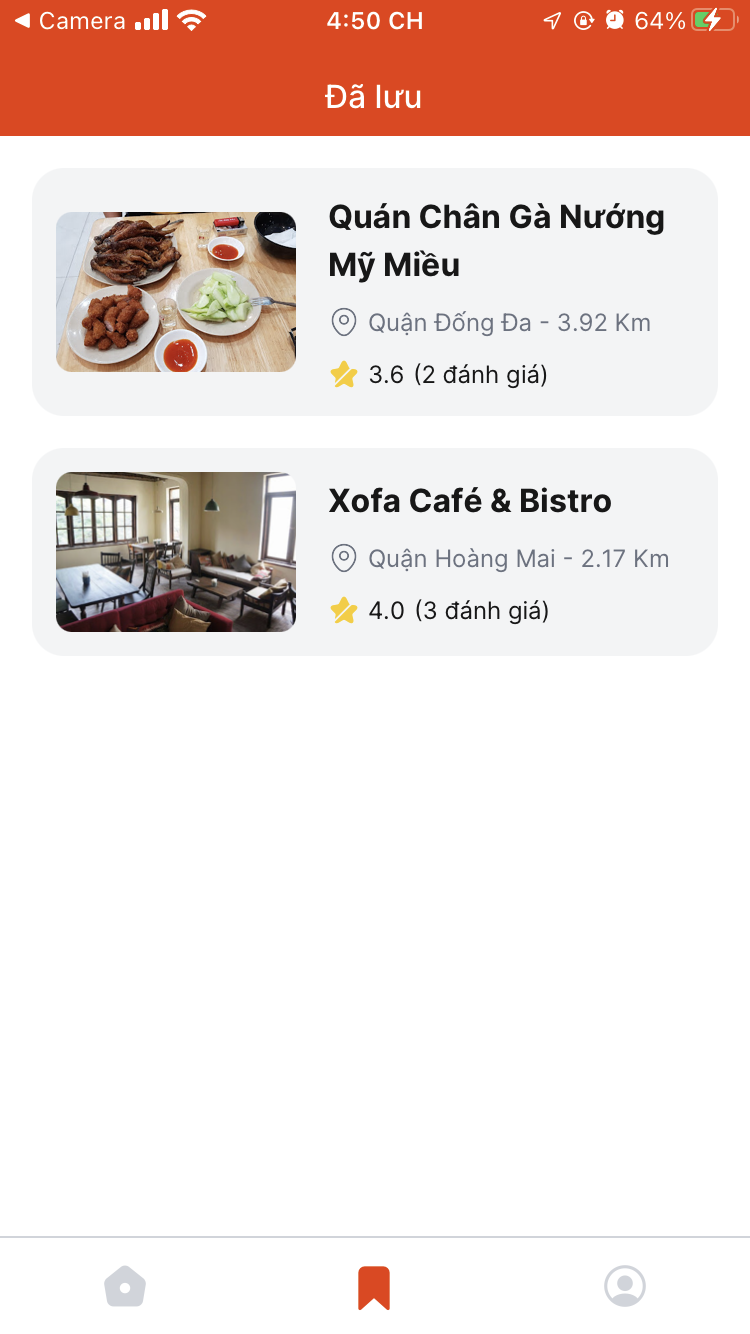 Camera 4:50 CH 64%
Đã lưu
Quán Chân Gà Nướng
Mỹ Miều
Quận Đống Đa - 3.92 Km
3.6 (2 đánh giá)
Xofa Café & Bistro
Quận Hoàng Mai - 2.17 Km
4.0 (3 đánh giá)